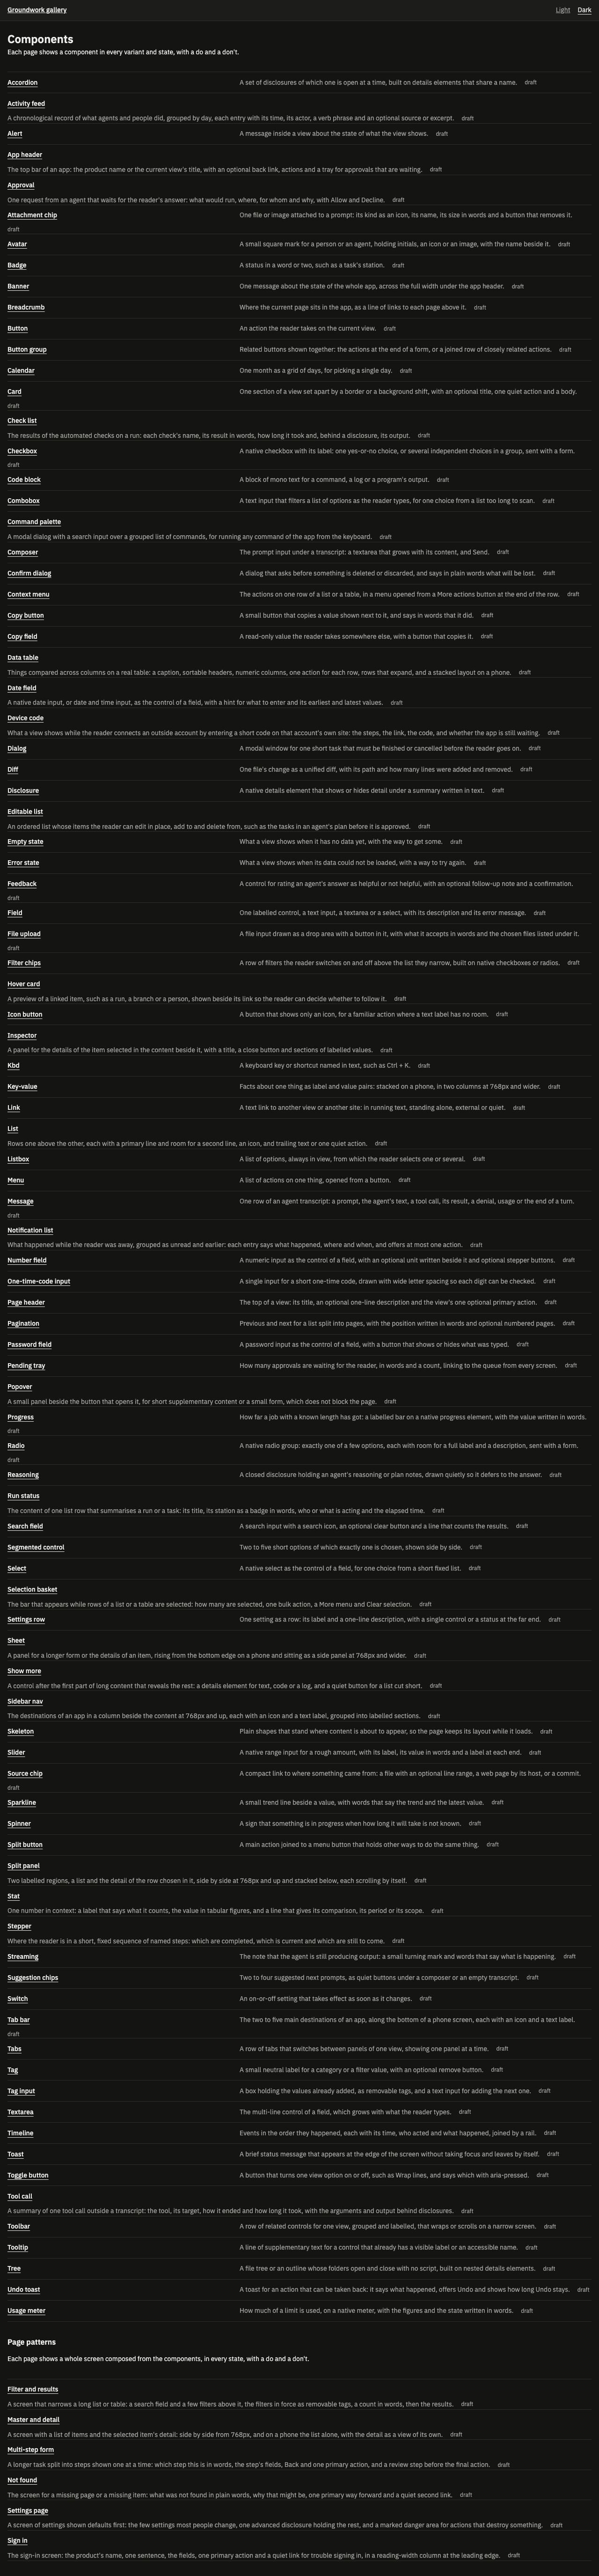 Groundwork gallery Light Dark
Components
Each page shows a component in every variant and state, with a do and a don't.
Accordion A set of disclosures of which one is open at a time, built on details elements that share a name. draft
Activity feed
A chronological record of what agents and people did, grouped by day, each entry with its time, its actor, a verb phrase and an optional source or excerpt. draft
Alert A message inside a view about the state of what the view shows. draft
App header
The top bar of an app: the product name or the current view's title, with an optional back link, actions and a tray for approvals that are waiting. draft
Approval
One request from an agent that waits for the reader's answer: what would run, where, for whom and why, with Allow and Decline. draft
Attachment chip One file or image attached to a prompt: its kind as an icon, its name, its size in words and a button that removes it.
draft
Avatar A small square mark for a person or an agent, holding initials, an icon or an image, with the name beside it. draft
Badge A status in a word or two, such as a task's station. draft
Banner One message about the state of the whole app, across the full width under the app header. draft
Breadcrumb Where the current page sits in the app, as a line of links to each page above it. draft
Button An action the reader takes on the current view. draft
Button group Related buttons shown together: the actions at the end of a form, or a joined row of closely related actions. draft
Calendar One month as a grid of days, for picking a single day. draft
Card One section of a view set apart by a border or a background shift, with an optional title, one quiet action and a body.
draft
Check list
The results of the automated checks on a run: each check's name, its result in words, how long it took and, behind a disclosure, its output. draft
Checkbox A native checkbox with its label: one yes-or-no choice, or several independent choices in a group, sent with a form.
draft
Code block A block of mono text for a command, a log or a program's output. draft
Combobox A text input that filters a list of options as the reader types, for one choice from a list too long to scan. draft
Command palette
A modal dialog with a search input over a grouped list of commands, for running any command of the app from the keyboard. draft
Composer The prompt input under a transcript: a textarea that grows with its content, and Send. draft
Confirm dialog A dialog that asks before something is deleted or discarded, and says in plain words what will be lost. draft
Context menu The actions on one row of a list or a table, in a menu opened from a More actions button at the end of the row. draft
Copy button A small button that copies a value shown next to it, and says in words that it did. draft
Copy field A read-only value the reader takes somewhere else, with a button that copies it. draft
Data table
Things compared across columns on a real table: a caption, sortable headers, numeric columns, one action for each row, rows that expand, and a stacked layout on a phone. draft
Date field
A native date input, or date and time input, as the control of a field, with a hint for what to enter and its earliest and latest values. draft
Device code
What a view shows while the reader connects an outside account by entering a short code on that account's own site: the steps, the link, the code, and whether the app is still waiting. draft
Dialog A modal window for one short task that must be finished or cancelled before the reader goes on. draft
Diff One file's change as a unified diff, with its path and how many lines were added and removed. draft
Disclosure A native details element that shows or hides detail under a summary written in text. draft
Editable list
An ordered list whose items the reader can edit in place, add to and delete from, such as the tasks in an agent's plan before it is approved. draft
Empty state What a view shows when it has no data yet, with the way to get some. draft
Error state What a view shows when its data could not be loaded, with a way to try again. draft
Feedback A control for rating an agent's answer as helpful or not helpful, with an optional follow-up note and a confirmation.
draft
Field One labelled control, a text input, a textarea or a select, with its description and its error message. draft
File upload A file input drawn as a drop area with a button in it, with what it accepts in words and the chosen files listed under it.
draft
Filter chips A row of filters the reader switches on and off above the list they narrow, built on native checkboxes or radios. draft
Hover card
A preview of a linked item, such as a run, a branch or a person, shown beside its link so the reader can decide whether to follow it. draft
Icon button A button that shows only an icon, for a familiar action where a text label has no room. draft
Inspector
A panel for the details of the item selected in the content beside it, with a title, a close button and sections of labelled values. draft
Kbd A keyboard key or shortcut named in text, such as Ctrl + K. draft
Key-value Facts about one thing as label and value pairs: stacked on a phone, in two columns at 768px and wider. draft
Link A text link to another view or another site: in running text, standing alone, external or quiet. draft
List
Rows one above the other, each with a primary line and room for a second line, an icon, and trailing text or one quiet action. draft
Listbox A list of options, always in view, from which the reader selects one or several. draft
Menu A list of actions on one thing, opened from a button. draft
Message One row of an agent transcript: a prompt, the agent's text, a tool call, its result, a denial, usage or the end of a turn.
draft
Notification list
What happened while the reader was away, grouped as unread and earlier: each entry says what happened, where and when, and offers at most one action. draft
Number field A numeric input as the control of a field, with an optional unit written beside it and optional stepper buttons. draft
One-time-code input A single input for a short one-time code, drawn with wide letter spacing so each digit can be checked. draft
Page header The top of a view: its title, an optional one-line description and the view's one optional primary action. draft
Pagination Previous and next for a list split into pages, with the position written in words and optional numbered pages. draft
Password field A password input as the control of a field, with a button that shows or hides what was typed. draft
Pending tray How many approvals are waiting for the reader, in words and a count, linking to the queue from every screen. draft
Popover
A small panel beside the button that opens it, for short supplementary content or a small form, which does not block the page. draft
Progress How far a job with a known length has got: a labelled bar on a native progress element, with the value written in words.
draft
Radio A native radio group: exactly one of a few options, each with room for a full label and a description, sent with a form.
draft
Reasoning A closed disclosure holding an agent's reasoning or plan notes, drawn quietly so it defers to the answer. draft
Run status
The content of one list row that summarises a run or a task: its title, its station as a badge in words, who or what is acting and the elapsed time. draft
Search field A search input with a search icon, an optional clear button and a line that counts the results. draft
Segmented control Two to five short options of which exactly one is chosen, shown side by side. draft
Select A native select as the control of a field, for one choice from a short fixed list. draft
Selection basket
The bar that appears while rows of a list or a table are selected: how many are selected, one bulk action, a More menu and Clear selection. draft
Settings row One setting as a row: its label and a one-line description, with a single control or a status at the far end. draft
Sheet
A panel for a longer form or the details of an item, rising from the bottom edge on a phone and sitting as a side panel at 768px and wider. draft
Show more
A control after the first part of long content that reveals the rest: a details element for text, code or a log, and a quiet button for a list cut short. draft
Sidebar nav
The destinations of an app in a column beside the content at 768px and up, each with an icon and a text label, grouped into labelled sections. draft
Skeleton Plain shapes that stand where content is about to appear, so the page keeps its layout while it loads. draft
Slider A native range input for a rough amount, with its label, its value in words and a label at each end. draft
Source chip A compact link to where something came from: a file with an optional line range, a web page by its host, or a commit.
draft
Sparkline A small trend line beside a value, with words that say the trend and the latest value. draft
Spinner A sign that something is in progress when how long it will take is not known. draft
Split button A main action joined to a menu button that holds other ways to do the same thing. draft
Split panel
Two labelled regions, a list and the detail of the row chosen in it, side by side at 768px and up and stacked below, each scrolling by itself. draft
Stat
One number in context: a label that says what it counts, the value in tabular figures, and a line that gives its comparison, its period or its scope. draft
Stepper
Where the reader is in a short, fixed sequence of named steps: which are completed, which is current and which are still to come. draft
Streaming The note that the agent is still producing output: a small turning mark and words that say what is happening. draft
Suggestion chips Two to four suggested next prompts, as quiet buttons under a composer or an empty transcript. draft
Switch An on-or-off setting that takes effect as soon as it changes. draft
Tab bar The two to five main destinations of an app, along the bottom of a phone screen, each with an icon and a text label.
draft
Tabs A row of tabs that switches between panels of one view, showing one panel at a time. draft
Tag A small neutral label for a category or a filter value, with an optional remove button. draft
Tag input A box holding the values already added, as removable tags, and a text input for adding the next one. draft
Textarea The multi-line control of a field, which grows with what the reader types. draft
Timeline Events in the order they happened, each with its time, who acted and what happened, joined by a rail. draft
Toast A brief status message that appears at the edge of the screen without taking focus and leaves by itself. draft
Toggle button A button that turns one view option on or off, such as Wrap lines, and says which with aria-pressed. draft
Tool call
A summary of one tool call outside a transcript: the tool, its target, how it ended and how long it took, with the arguments and output behind disclosures. draft
Toolbar A row of related controls for one view, grouped and labelled, that wraps or scrolls on a narrow screen. draft
Tooltip A line of supplementary text for a control that already has a visible label or an accessible name. draft
Tree A file tree or an outline whose folders open and close with no script, built on nested details elements. draft
Undo toast A toast for an action that can be taken back: it says what happened, offers Undo and shows how long Undo stays. draft
Usage meter How much of a limit is used, on a native meter, with the figures and the state written in words. draft
Page patterns
Each page shows a whole screen composed from the components, in every state, with a do and a don't.
Filter and results
A screen that narrows a long list or table: a search field and a few filters above it, the filters in force as removable tags, a count in words, then the results. draft
Master and detail
A screen with a list of items and the selected item's detail: side by side from 768px, and on a phone the list alone, with the detail as a view of its own. draft
Multi-step form
A longer task split into steps shown one at a time: which step this is in words, the step's fields, Back and one primary action, and a review step before the final action. draft
Not found
The screen for a missing page or a missing item: what was not found in plain words, why that might be, one primary way forward and a quiet second link. draft
Settings page
A screen of settings shown defaults first: the few settings most people change, one advanced disclosure holding the rest, and a marked danger area for actions that destroy something. draft
Sign in
The sign-in screen: the product's name, one sentence, the fields, one primary action and a quiet link for trouble signing in, in a reading-width column at the leading edge. draft